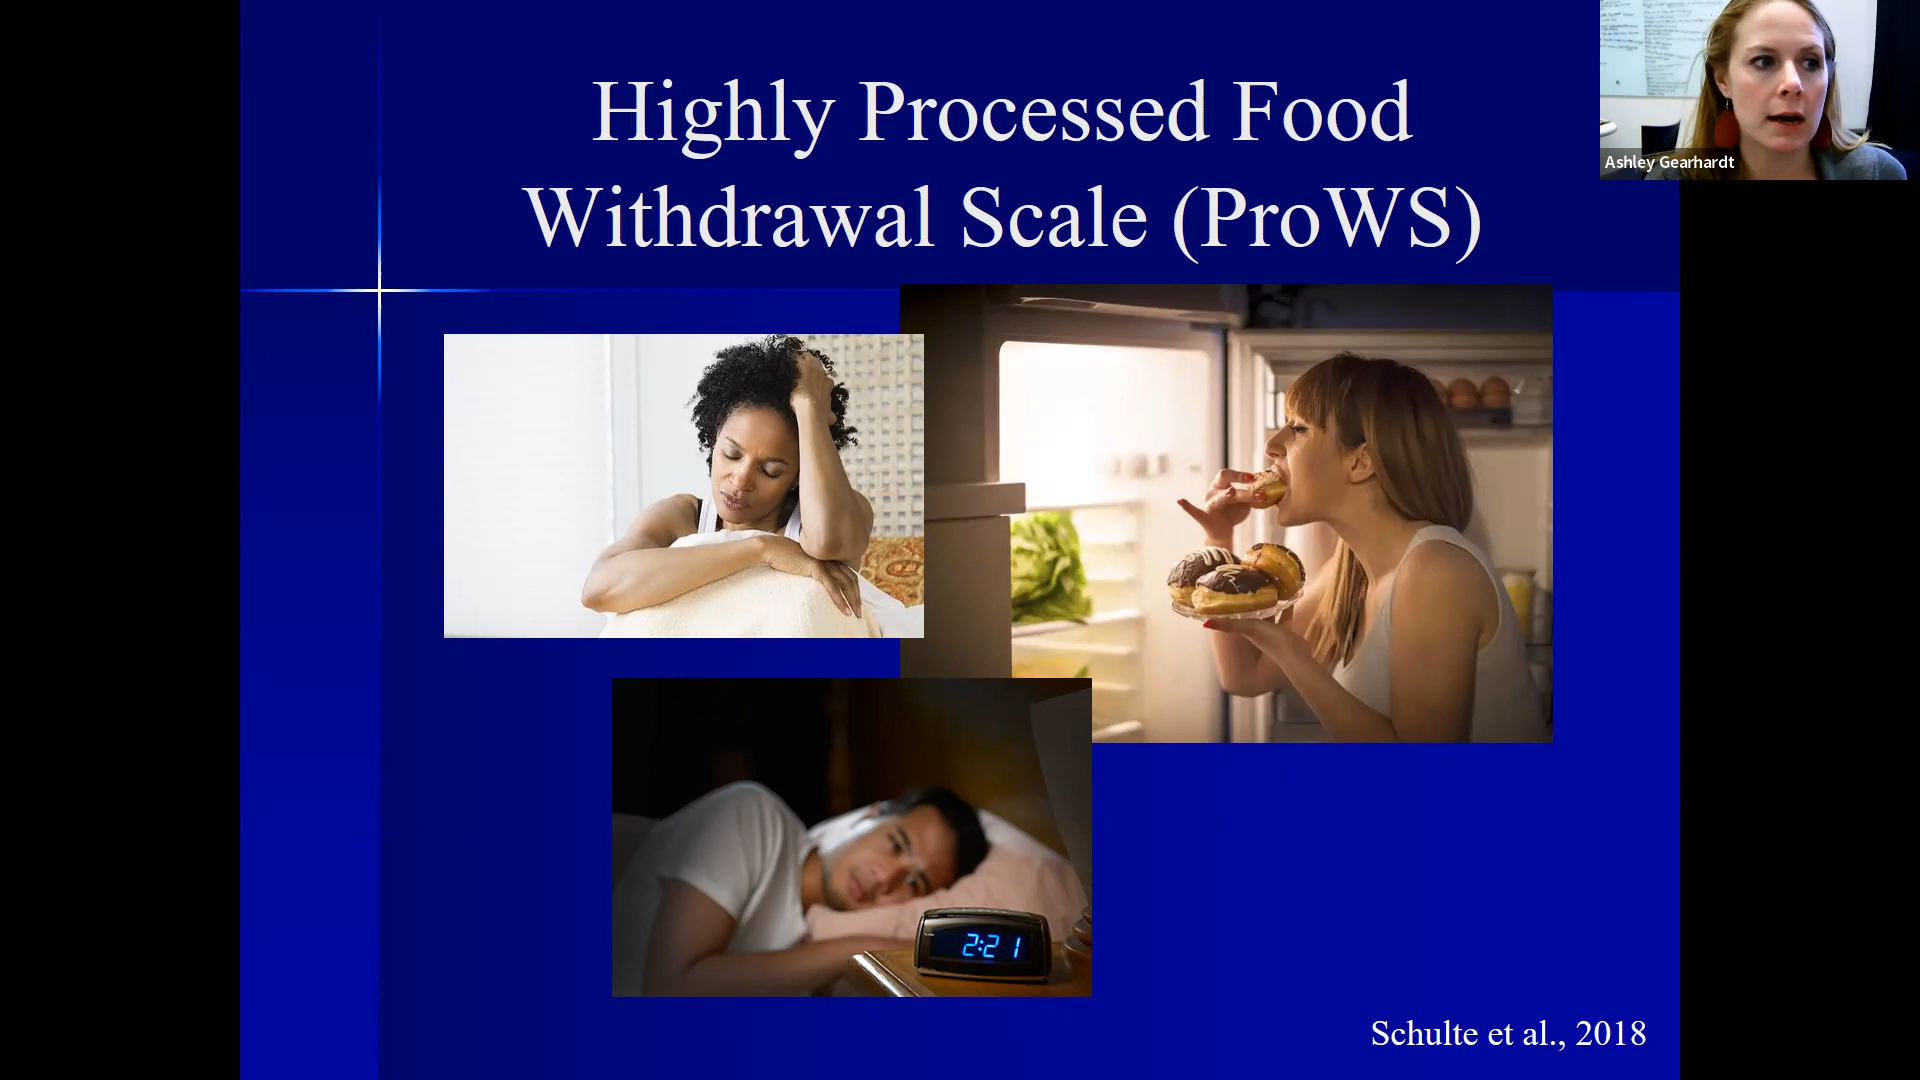 Highly Processed Food
Withdrawal Scale (ProWS)
Ashley Gearhardt
2:21
Schulte et al., 2018